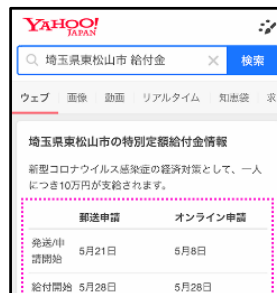 YAHOO!
JAPAN
埼玉県東松山市 給付金 × 検索
ウェブ 画像 動画 リアルタイム 知恵袋 求
埼玉県東松山市の特別定額給付金情報
新型コロナウイルス感染症の経済対策として、一人
につき10万円が支給されます。
郵送申請 オンライン申請
発送/申
請開始 5月21日 5月8日
給付開始 5月28日 5月28日